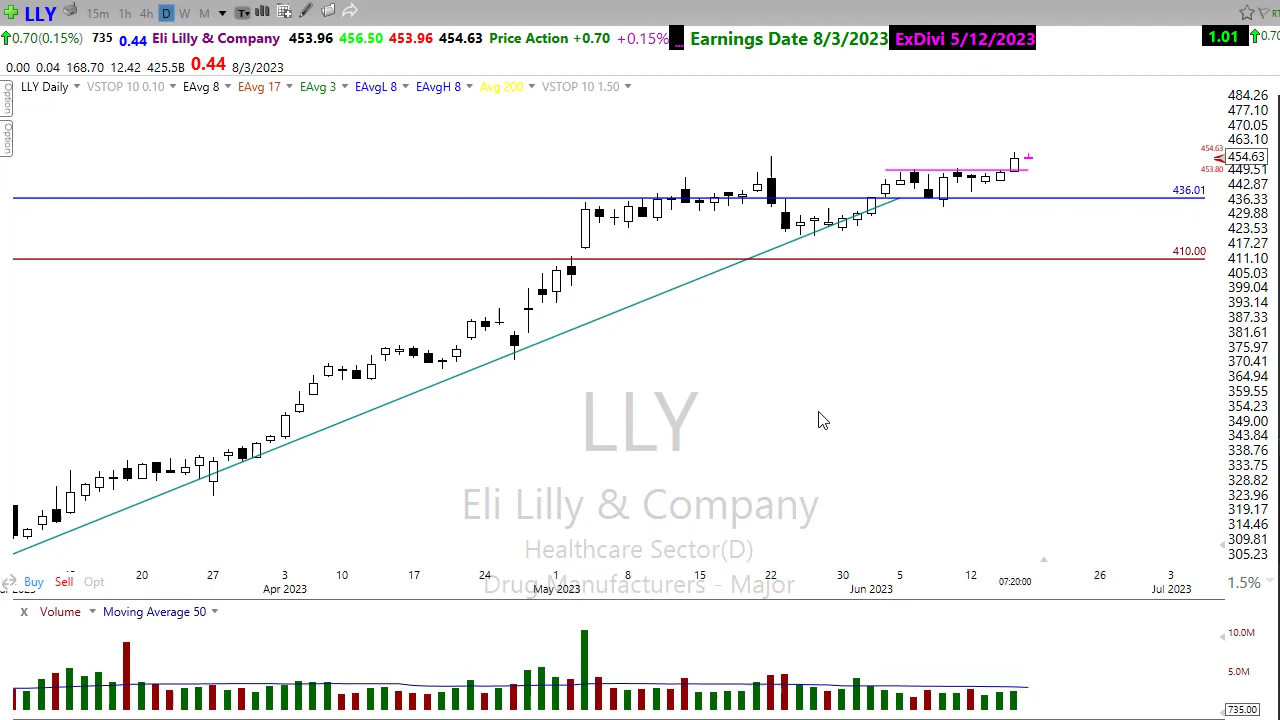 LLY 15m 1h 4h D W M T
0.70(0.15%) 735 0.44 Eli Lilly & Company 453.96 456.50 453.96 454.63 Price Action +0.70 +0.15% Earnings Date 8/3/2023 ExDivi 5/12/2023 1.01 0.70
0.00 0.04 168.70 12.42 425.5B 0.44 8/3/2023
LLY Daily VSTOP 10 0.10 EAvg 8 EAvg 17 EAvg 3 EAvgL 8 EAvgH 8 Avg 200 VSTOP 10 1.50
Option
Option
484.26
477.10
470.05
463.10
454.63
454.63
453.80
449.51
442.87
436.01
436.33
429.88
423.53
417.27
410.00
411.10
405.03
399.04
393.14
387.33
381.61
375.97
370.41
364.94
359.55
354.23
349.00
343.84
338.76
333.75
328.82
323.96
319.17
314.46
309.81
305.23
LLY
Eli Lilly & Company
Healthcare Sector(D)
Drug Manufacturers - Major
20 27 3 10 17 24 1 8 15 22 30 5 12 07:20:00 26 3
Buy Sell Opt 1.5%
Apr 2023 May 2023 Jun 2023 Jul 2023
x Volume Moving Average 50
10.0M
5.0M
735.00